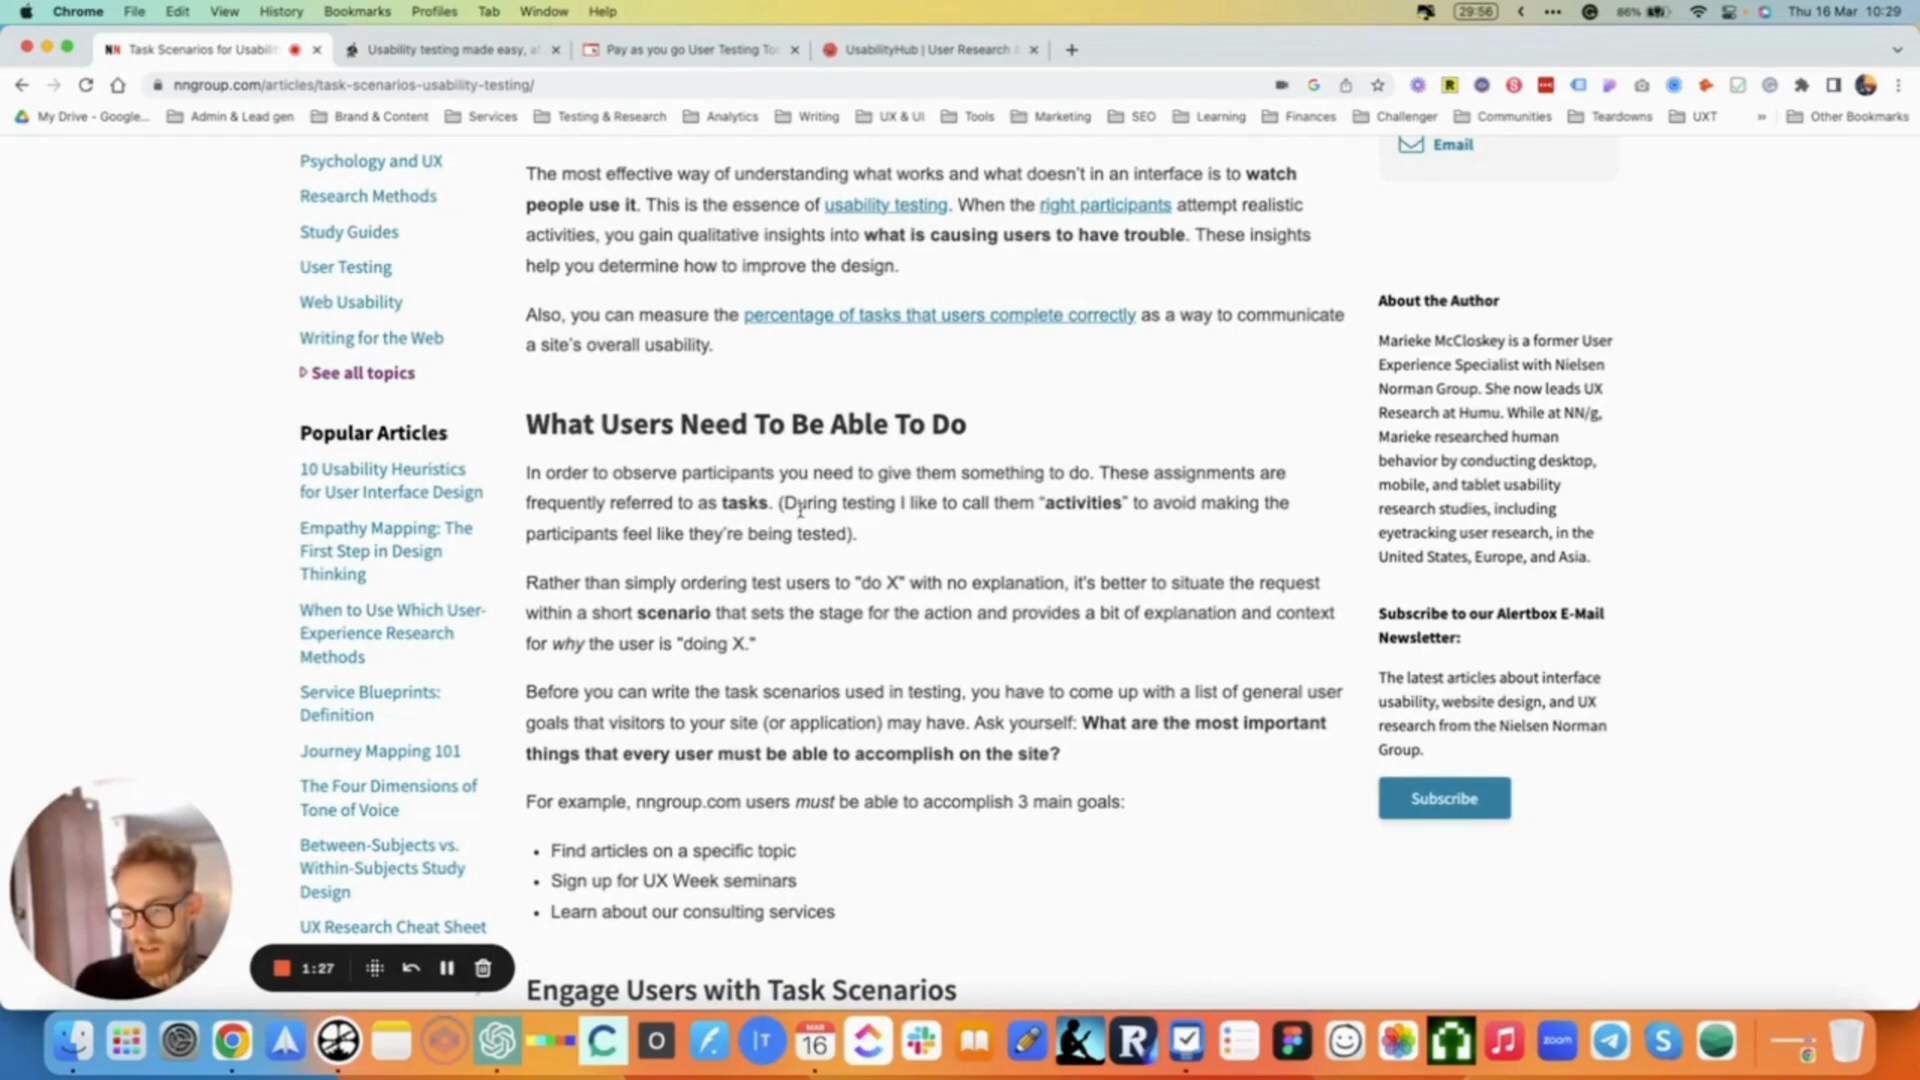 Chrome File Edit View History Bookmarks Profiles Tab Window Help
29:56
86%
Thu 16 Mar 10:29
Task Scenarios for Usabili
Usability testing made easy, a
Pay as you go User Testing Too
UsabilityHub | User Research
nngroup.com/articles/task-scenarios-usability-testing/
My Drive - Google...
Admin & Lead gen
Brand & Content
Services
Testing & Research
Analytics
Writing
UX & UI
Tools
Marketing
SEO
Learning
Finances
Challenger
Communities
Teardowns
UXT
»
Other Bookmarks
Psychology and UX
Research Methods
Study Guides
User Testing
Web Usability
Writing for the Web
See all topics
Popular Articles
10 Usability Heuristics
for User Interface Design
Empathy Mapping: The
First Step in Design
Thinking
When to Use Which User-
Experience Research
Methods
Service Blueprints:
Definition
Journey Mapping 101
The Four Dimensions of
Tone of Voice
Between-Subjects vs.
Within-Subjects Study
Design
UX Research Cheat Sheet
The most effective way of understanding what works and what doesn't in an interface is to watch
people use it. This is the essence of usability testing. When the right participants attempt realistic
activities, you gain qualitative insights into what is causing users to have trouble. These insights
help you determine how to improve the design.
Also, you can measure the percentage of tasks that users complete correctly as a way to communicate
a site's overall usability.
What Users Need To Be Able To Do
In order to observe participants you need to give them something to do. These assignments are
frequently referred to as tasks. (During testing I like to call them "activities" to avoid making the
participants feel like they're being tested).
Rather than simply ordering test users to "do X" with no explanation, it's better to situate the request
within a short scenario that sets the stage for the action and provides a bit of explanation and context
for why the user is "doing X."
Before you can write the task scenarios used in testing, you have to come up with a list of general user
goals that visitors to your site (or application) may have. Ask yourself: What are the most important
things that every user must be able to accomplish on the site?
For example, nngroup.com users must be able to accomplish 3 main goals:
• Find articles on a specific topic
• Sign up for UX Week seminars
• Learn about our consulting services
Engage Users with Task Scenarios
Email
About the Author
Marieke McCloskey is a former User
Experience Specialist with Nielsen
Norman Group. She now leads UX
Research at Humu. While at NN/g,
Marieke researched human
behavior by conducting desktop,
mobile, and tablet usability
research studies, including
eyetracking user research, in the
United States, Europe, and Asia.
Subscribe to our Alertbox E-Mail
Newsletter:
The latest articles about interface
usability, website design, and UX
research from the Nielsen Norman
Group.
Subscribe
1:27
MAR
16
zoom